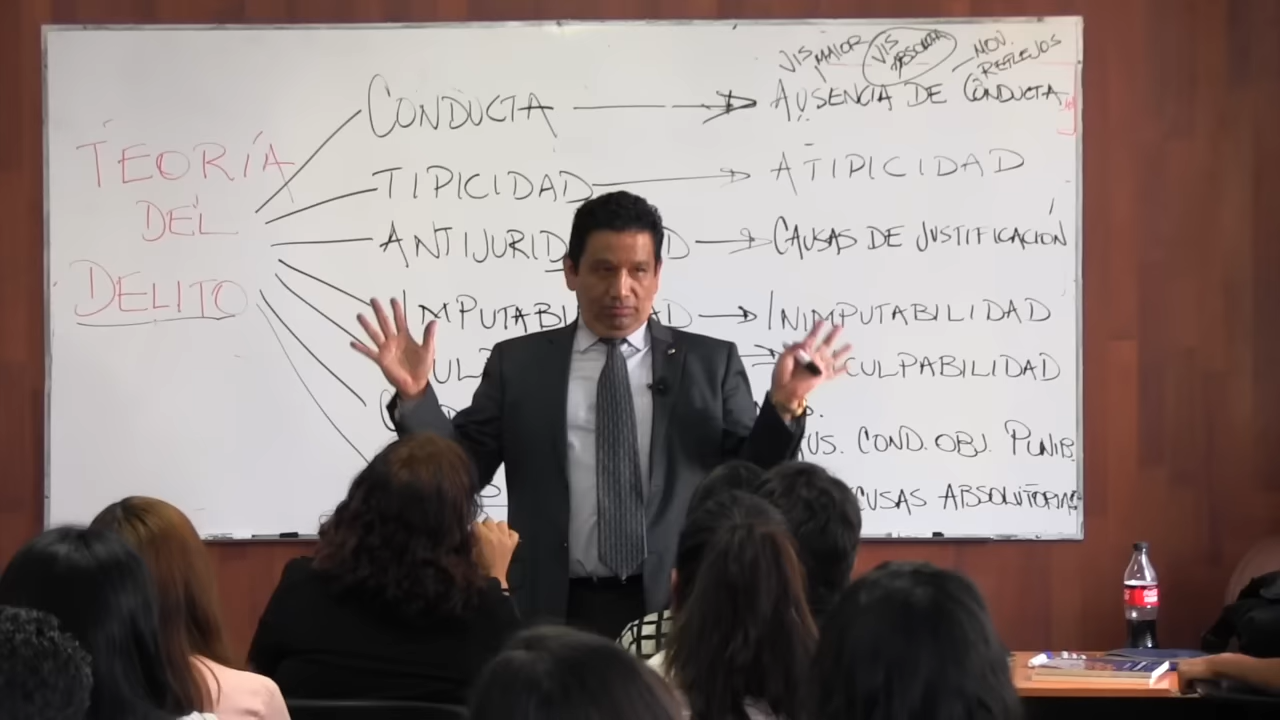 VIS MAIOR VIS ABSOLUTA MOV. REFLEJOS
TEORÍA
DEL
DELITO
CONDUCTA AUSENCIA DE CONDUCTA
TIPICIDAD ATIPICIDAD
CAUSAS DE JUSTIFICACIÓN
INIMPUTABILIDAD
CULPABILIDAD
COND. OBJ. PUNIB.
ABSOLUTORIAS